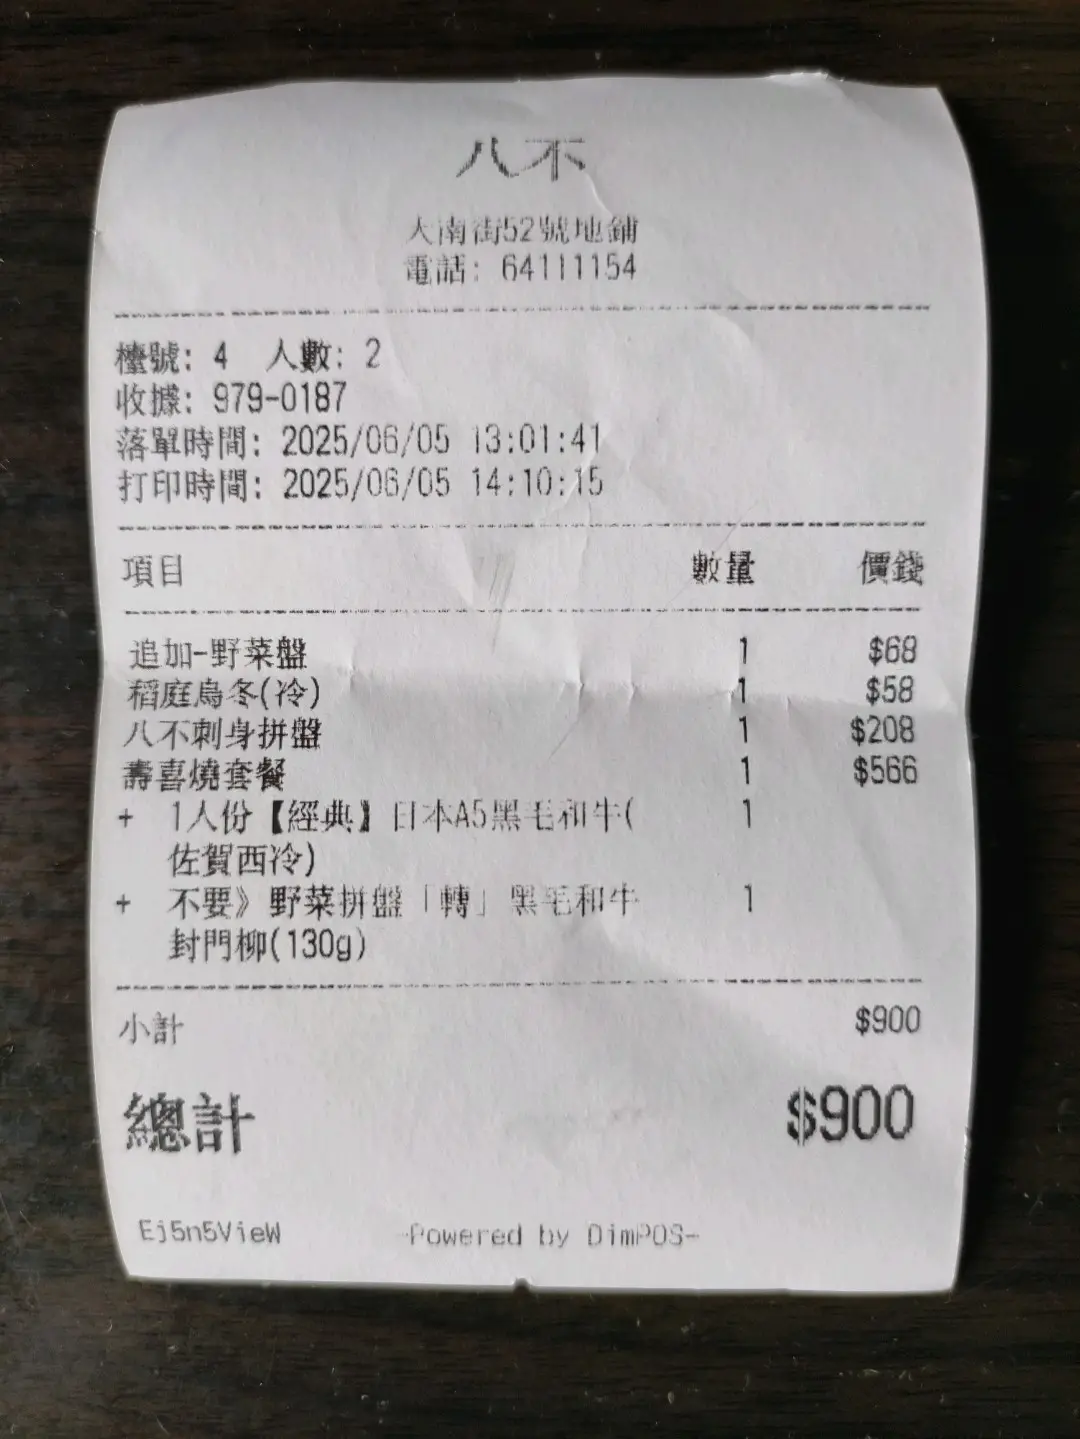 八不
大南街52號地鋪
電話: 64111154
檯號: 4 人數: 2
收據: 979-0187
落單時間: 2025/06/05 13:01:41
打印時間: 2025/06/05 14:10:15
項目 數量 價錢
追加-野菜盤 1 $68
稻庭烏冬(冷) 1 $58
八不刺身拼盤 1 $208
壽喜燒套餐 1 $566
+ 1人份【經典】日本A5黑毛和牛( 1
佐賀西冷)
+ 不要》野菜拼盤「轉」黑毛和牛 1
封門柳(130g)
小計 $900
總計 $900
Ej5n5VieW -Powered by DimPOS-